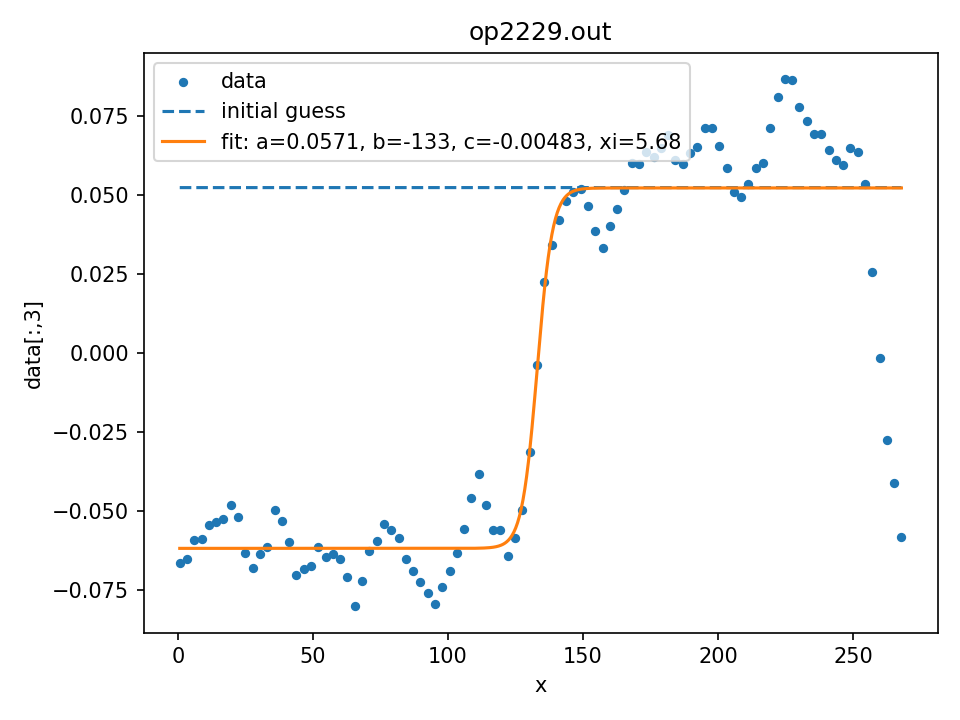 op2229.out
data
initial guess
fit: a=0.0571, b=-133, c=-0.00483, xi=5.68
0.075
0.050
0.025
0.000
−0.025
−0.050
−0.075
data[:,3]
0 50 100 150 200 250
x